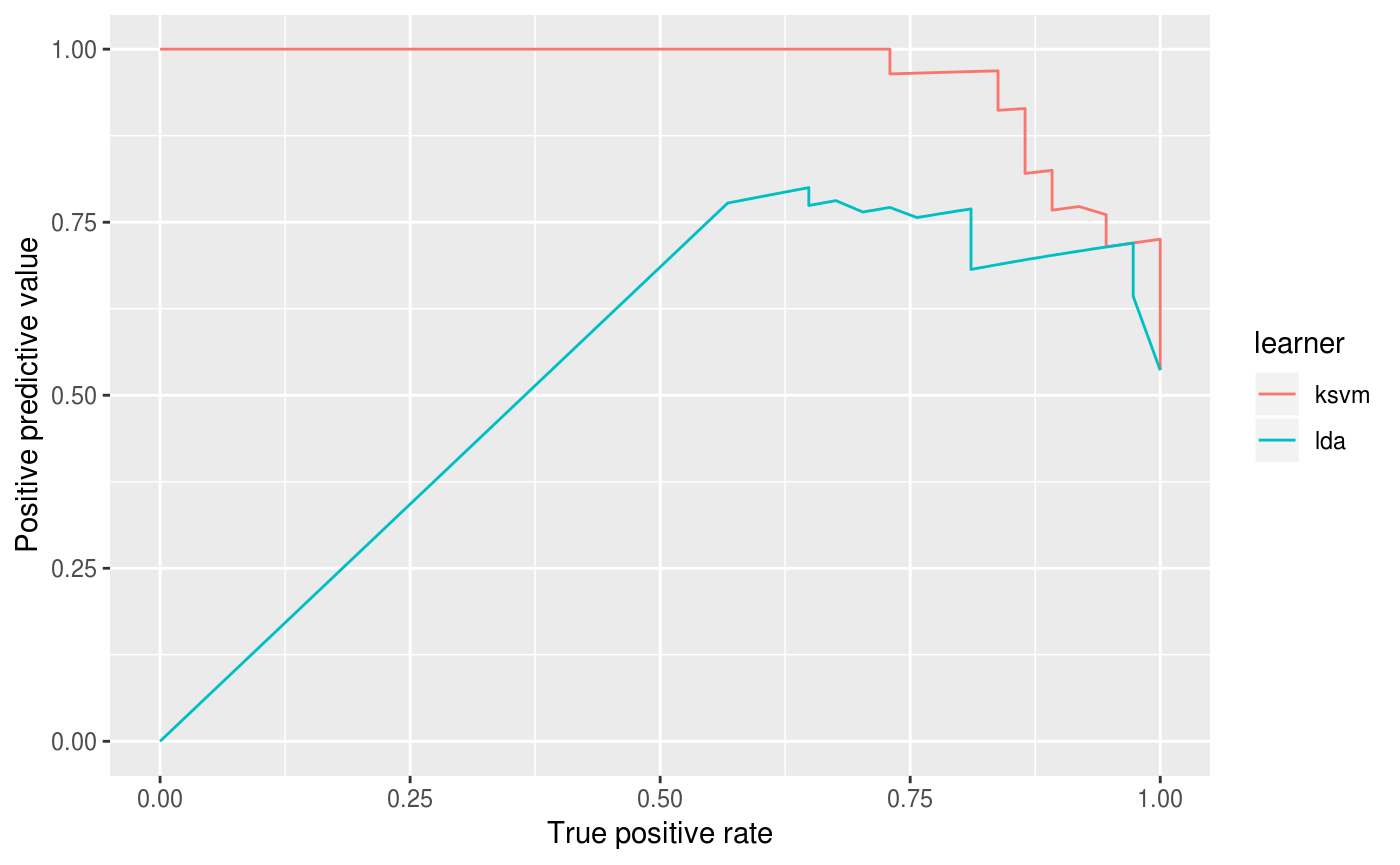 Positive predictive value
1.00
0.75
0.50
0.25
0.00
0.00 0.25 0.50 0.75 1.00
True positive rate
learner
ksvm
lda